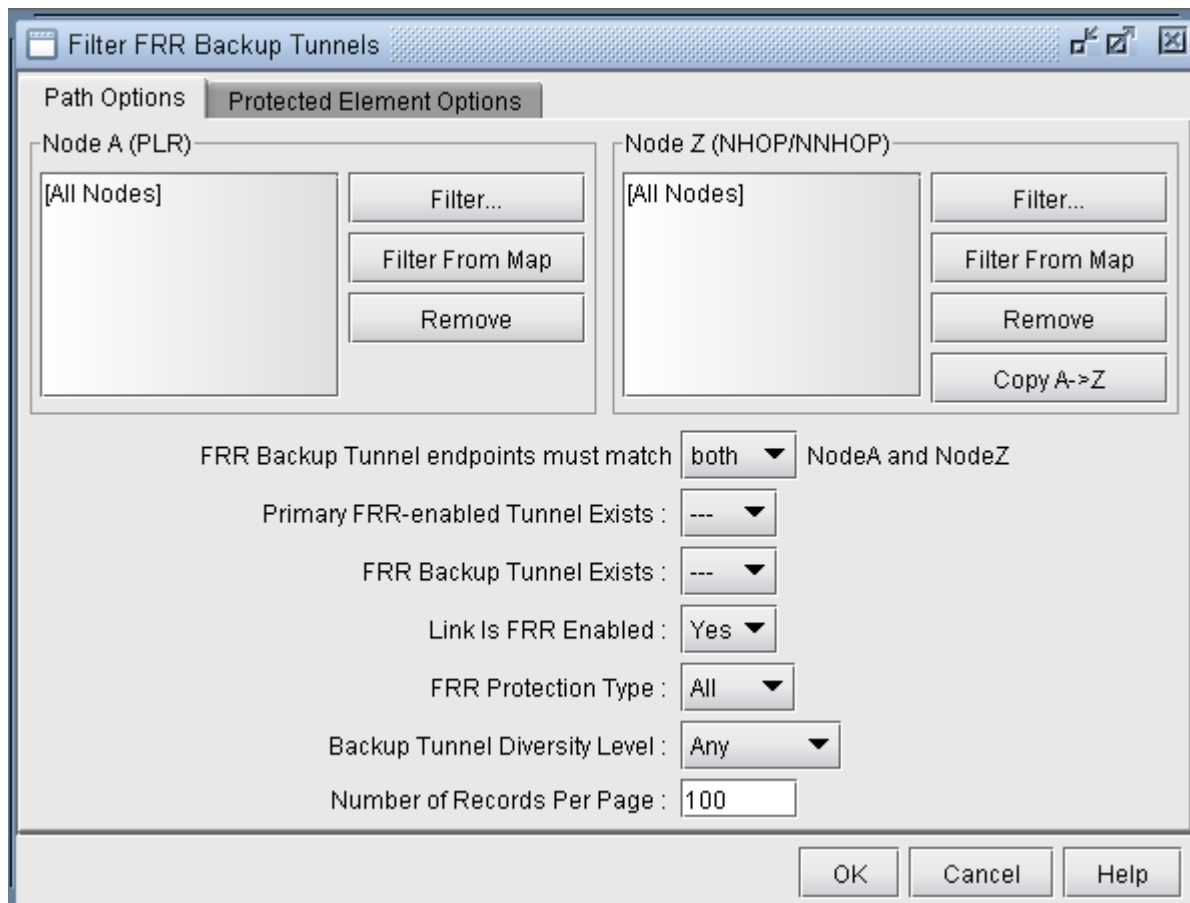 Filter FRR Backup Tunnels
Path Options
Protected Element Options
Node A (PLR)
[All Nodes]
Filter...
Filter From Map
Remove
Node Z (NHOP/NNHOP)
[All Nodes]
Filter...
Filter From Map
Remove
Copy A->Z
FRR Backup Tunnel endpoints must match both NodeA and NodeZ
Primary FRR-enabled Tunnel Exists : ---
FRR Backup Tunnel Exists : ---
Link Is FRR Enabled : Yes
FRR Protection Type : All
Backup Tunnel Diversity Level : Any
Number of Records Per Page : 100
OK Cancel Help